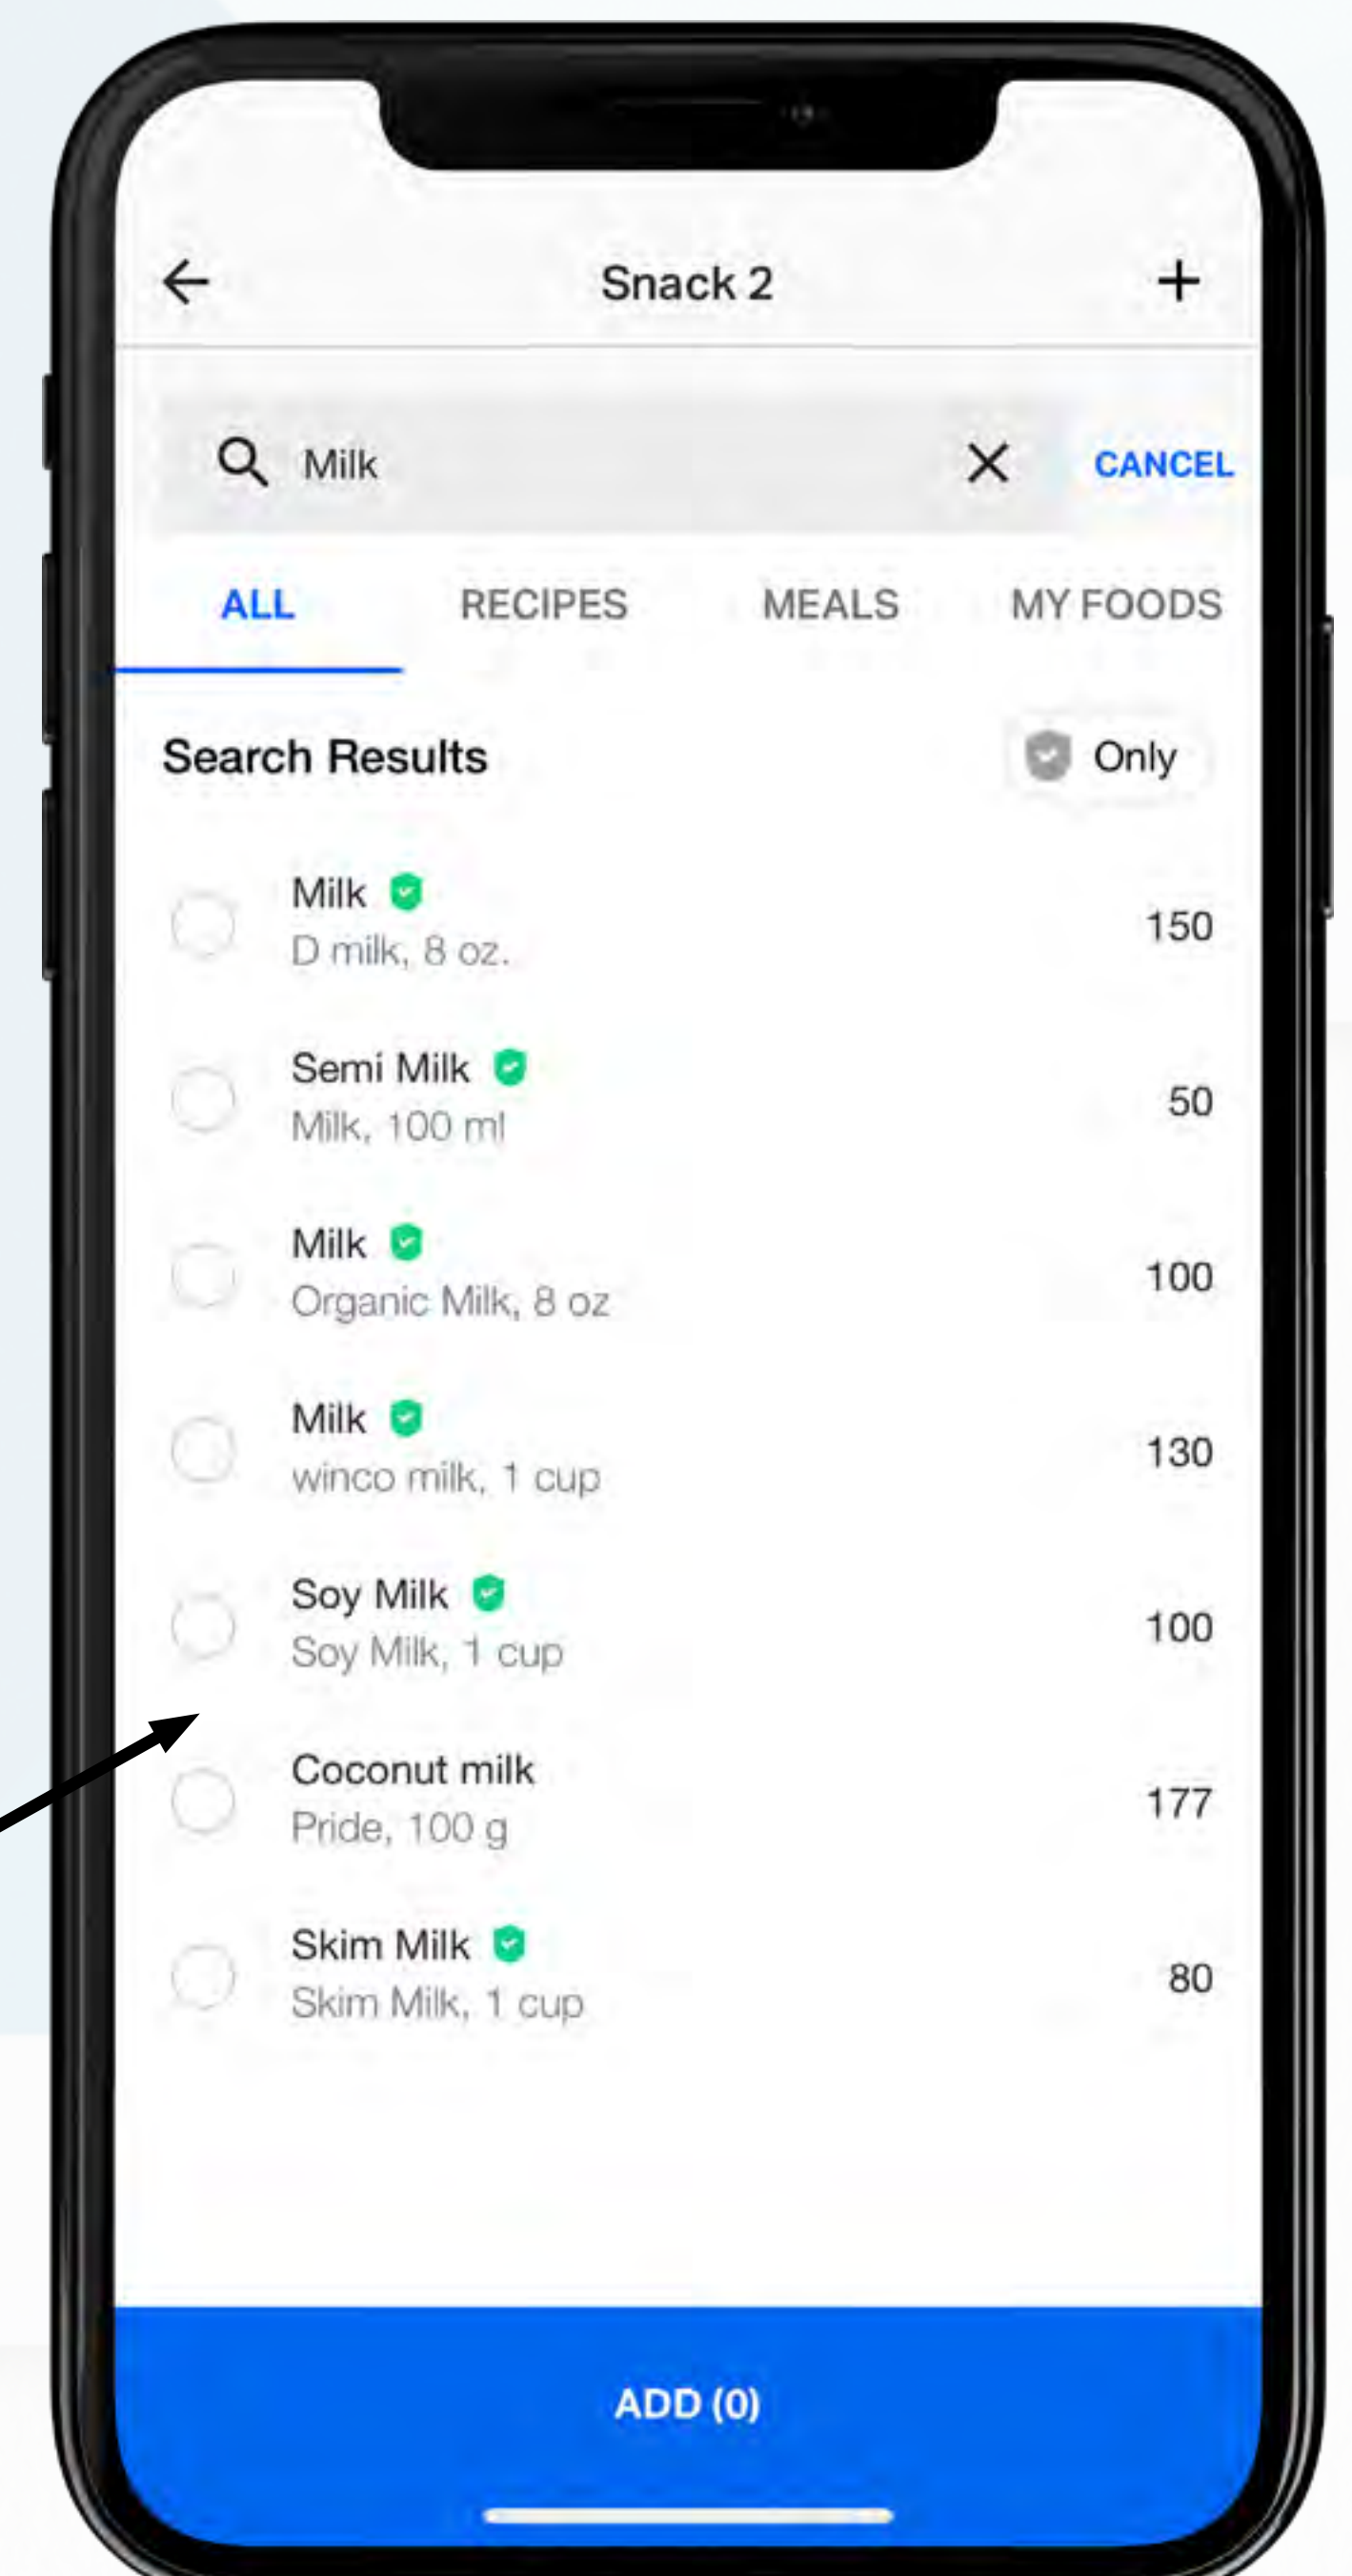 Snack 2
Milk CANCEL
ALL RECIPES MEALS MY FOODS
Search Results Only
Milk
D milk, 8 oz. 150
Semi Milk
Milk, 100 ml 50
Milk
Organic Milk, 8 oz 100
Milk
winco milk, 1 cup 130
Soy Milk
Soy Milk, 1 cup 100
Coconut milk
Pride, 100 g 177
Skim Milk
Skim Milk, 1 cup 80
ADD (0)